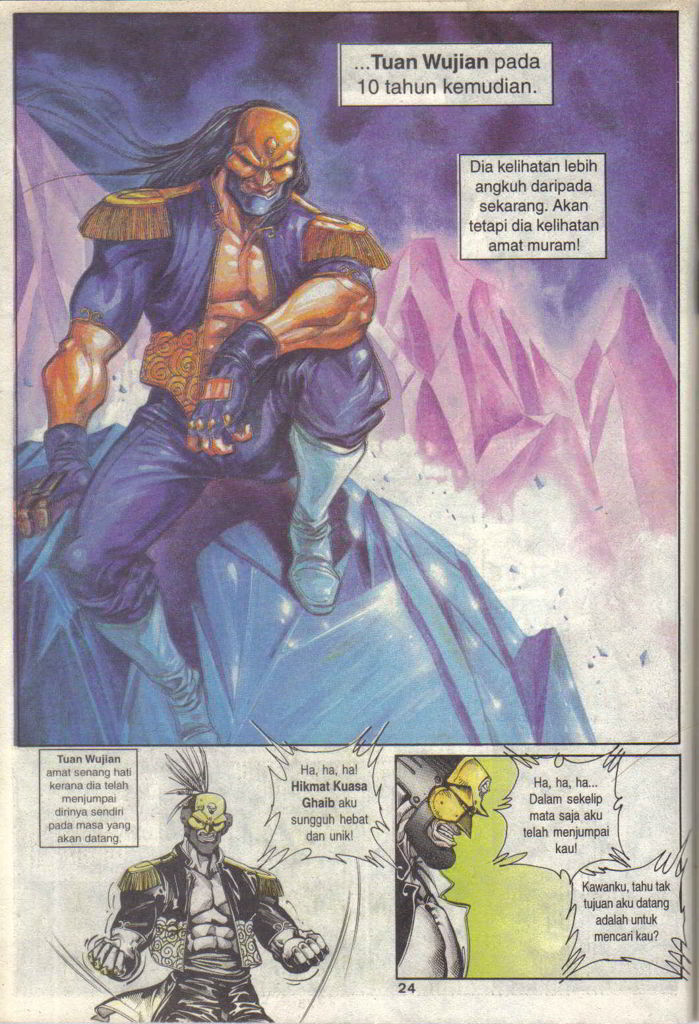 ...Tuan Wujian pada
10 tahun kemudian.
Dia kelihatan lebih
angkuh daripada
sekarang. Akan
tetapi dia kelihatan
amat muram!
Tuan Wujian
amat senang hati
kerana dia telah
menjumpai
dirinya sendiri
pada masa yang
akan datang.
Ha, ha, ha!
Hikmat Kuasa
Ghaib aku
sungguh hebat
dan unik!
Ha, ha, ha...
Dalam sekelip
mata saja aku
telah menjumpai
kau!
Kawanku, tahu tak
tujuan aku datang
adalah untuk
mencari kau?
24